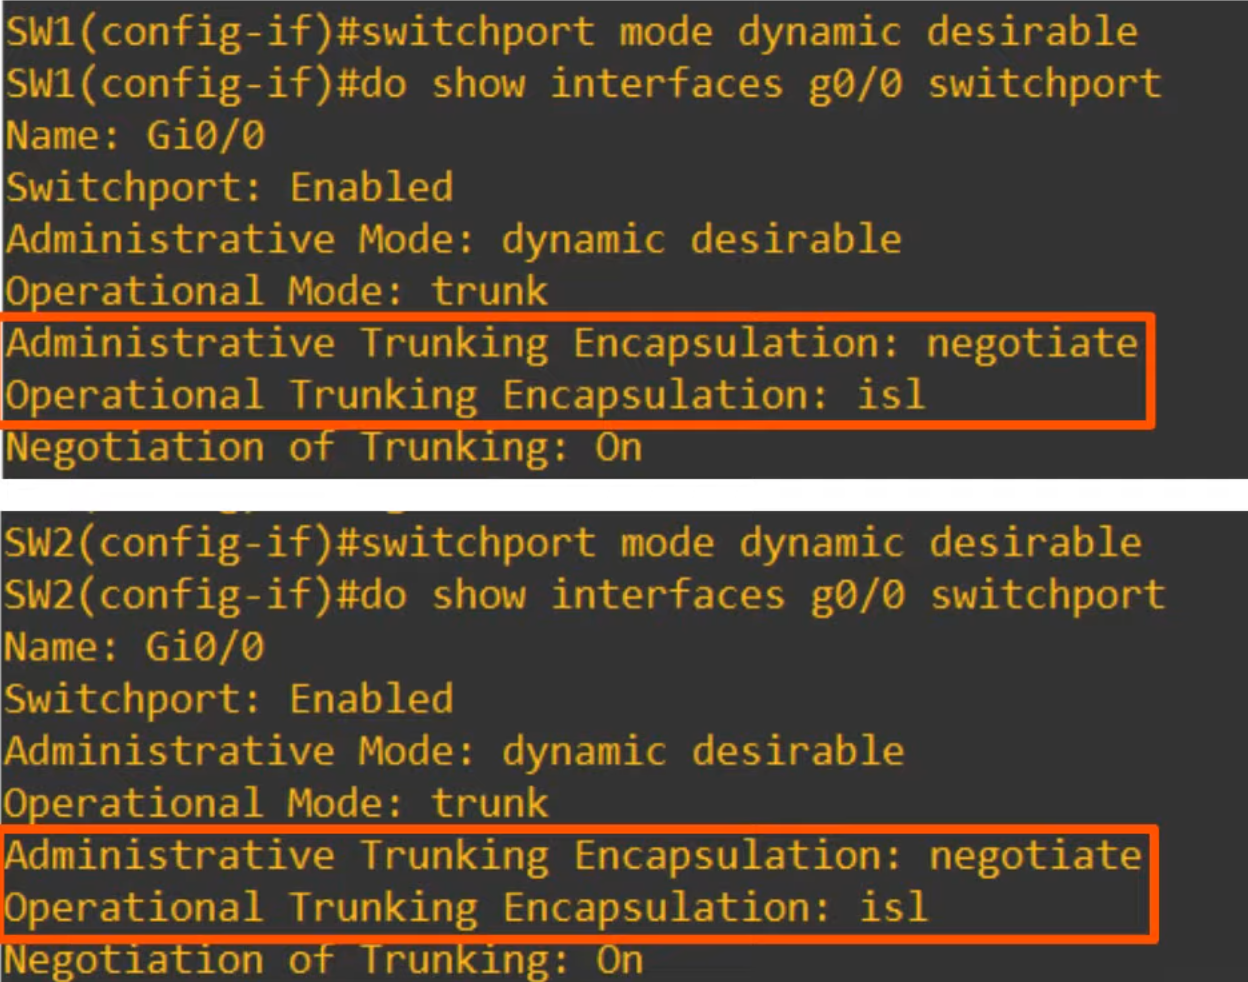 SW1(config-if)#switchport mode dynamic desirable
SW1(config-if)#do show interfaces g0/0 switchport
Name: Gi0/0
Switchport: Enabled
Administrative Mode: dynamic desirable
Operational Mode: trunk
Administrative Trunking Encapsulation: negotiate
Operational Trunking Encapsulation: isl
Negotiation of Trunking: On
SW2(config-if)#switchport mode dynamic desirable
SW2(config-if)#do show interfaces g0/0 switchport
Name: Gi0/0
Switchport: Enabled
Administrative Mode: dynamic desirable
Operational Mode: trunk
Administrative Trunking Encapsulation: negotiate
Operational Trunking Encapsulation: isl
Negotiation of Trunking: On